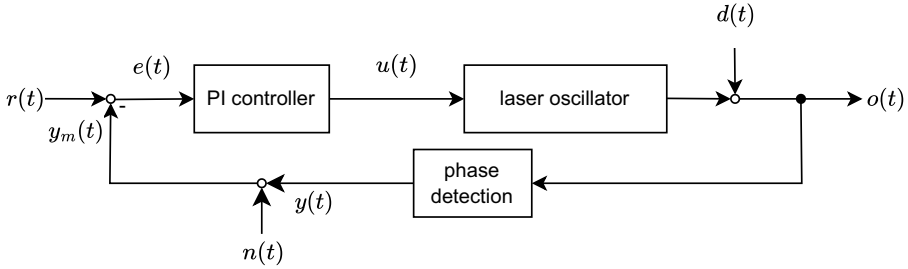 d(t)
e(t)
u(t)
r(t)
PI controller
laser oscillator
o(t)
-
y_m(t)
phase
detection
y(t)
n(t)